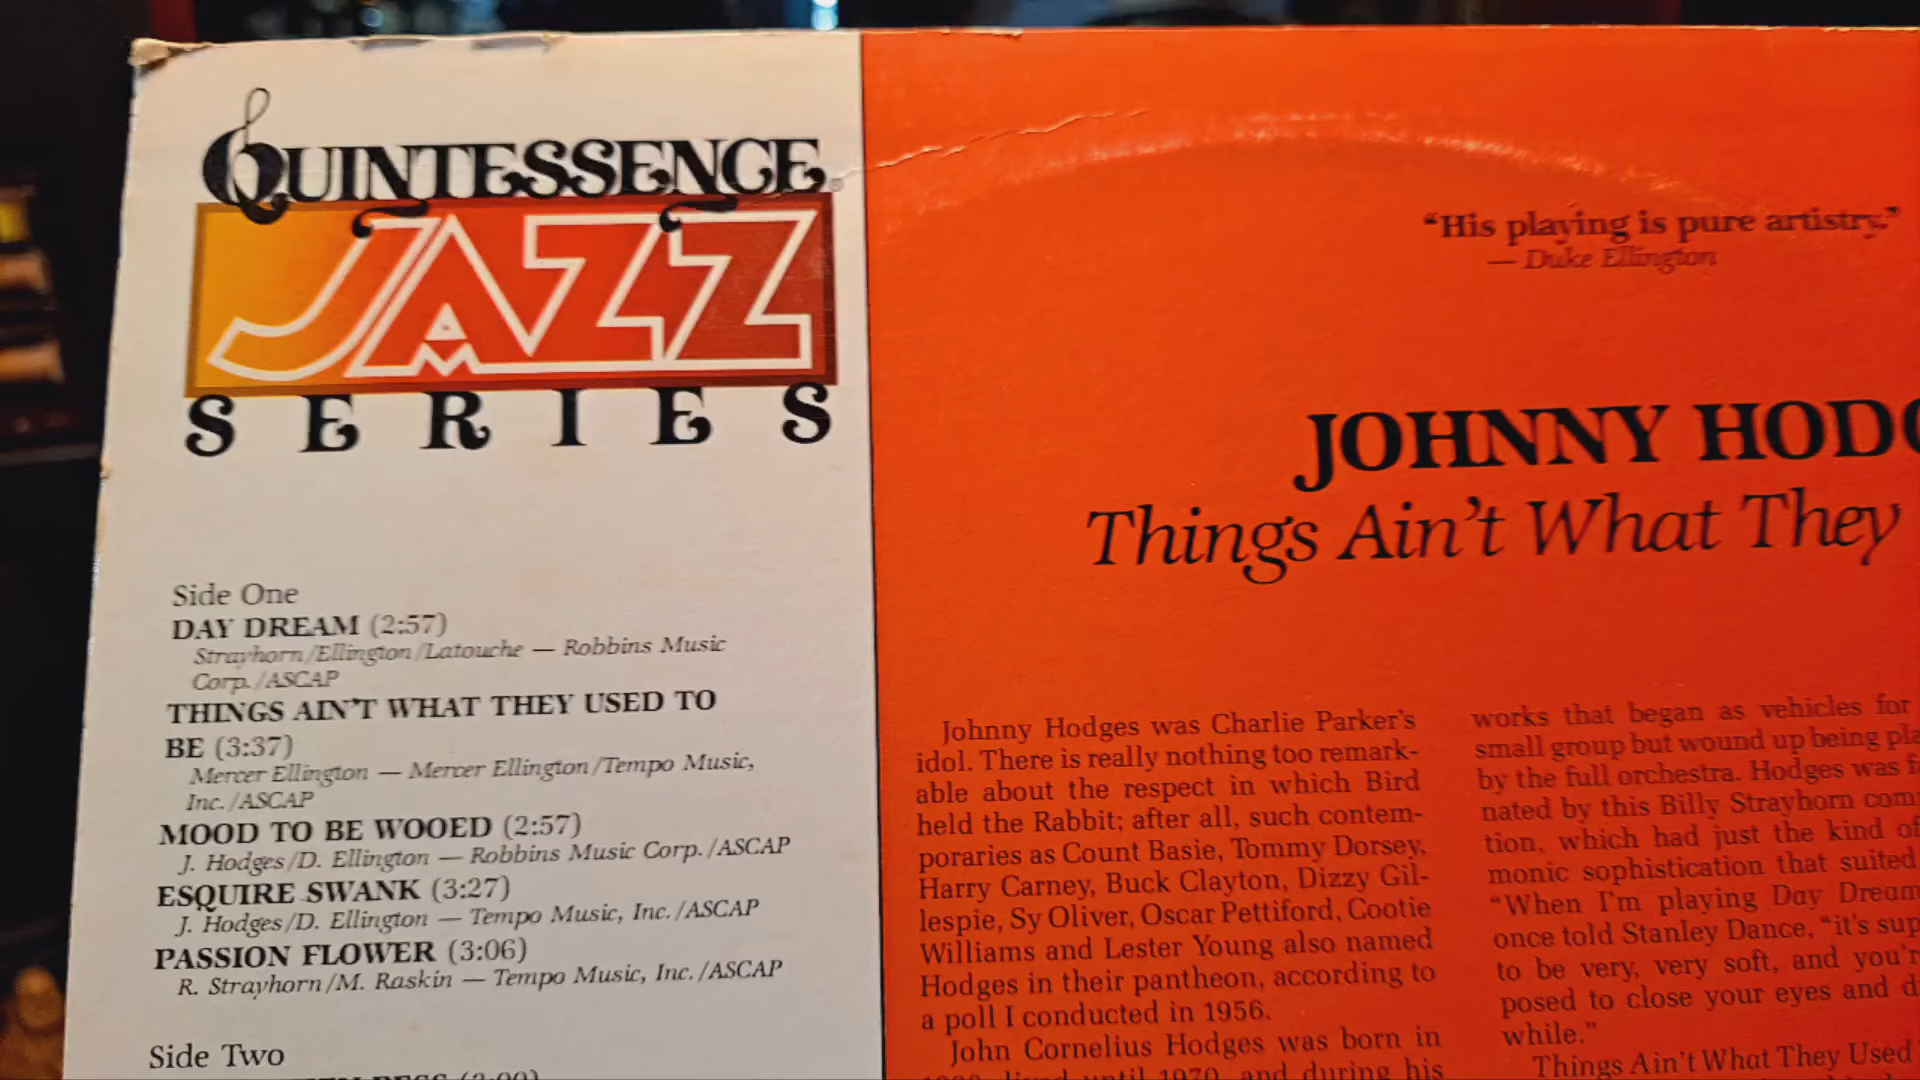 QUINTESSENCE
JAZZ
SERIES
Side One
DAY DREAM (2:57)
Strayhorn/Ellington/Latouche — Robbins Music
Corp./ASCAP
THINGS AIN'T WHAT THEY USED TO
BE (3:37)
Mercer Ellington — Mercer Ellington/Tempo Music,
Inc./ASCAP
MOOD TO BE WOOED (2:57)
J. Hodges/D. Ellington — Robbins Music Corp./ASCAP
ESQUIRE SWANK (3:27)
J. Hodges/D. Ellington — Tempo Music, Inc./ASCAP
PASSION FLOWER (3:06)
R. Strayhorn/M. Raskin — Tempo Music, Inc./ASCAP
Side Two
“His playing is pure artistry.”
— Duke Ellington
JOHNNY HODG
Things Ain't What They
Johnny Hodges was Charlie Parker's
idol. There is really nothing too remark-
able about the respect in which Bird
held the Rabbit; after all, such contem-
poraries as Count Basie, Tommy Dorsey,
Harry Carney, Buck Clayton, Dizzy Gil-
lespie, Sy Oliver, Oscar Pettiford, Cootie
Williams and Lester Young also named
Hodges in their pantheon, according to
a poll I conducted in 1956.
John Cornelius Hodges was born in
lived until 1970, and during his
works that began as vehicles for
small group but wound up being pla
by the full orchestra. Hodges was fa
nated by this Billy Strayhorn com
tion, which had just the kind of
monic sophistication that suited
“When I'm playing Day Dream
once told Stanley Dance, “it's sup
to be very, very soft, and you'r
posed to close your eyes and d
while.”
Things Ain't What They Used